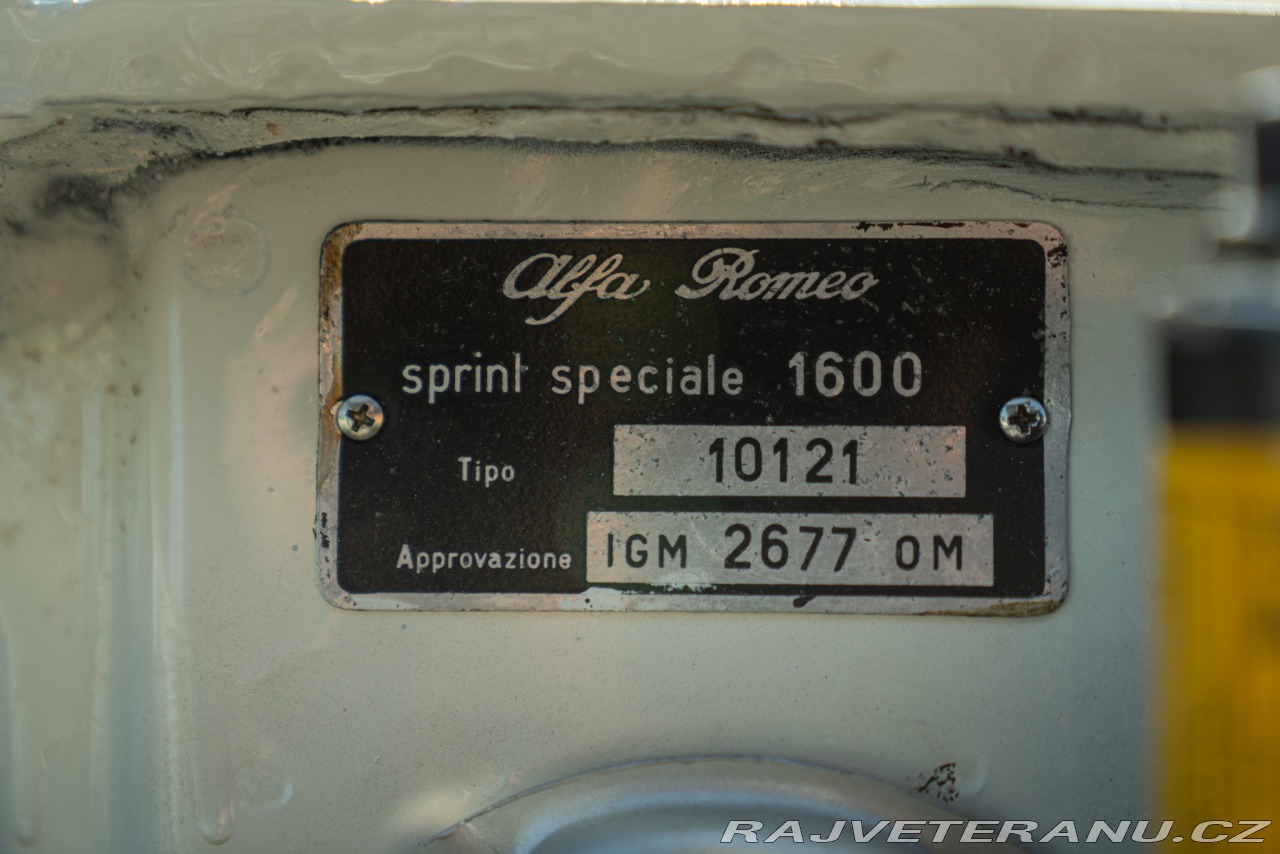 Alfa Romeo
sprint speciale 1600
Tipo 10121
Approvazione IGM 2677 OM
RAJVETERANU.CZ